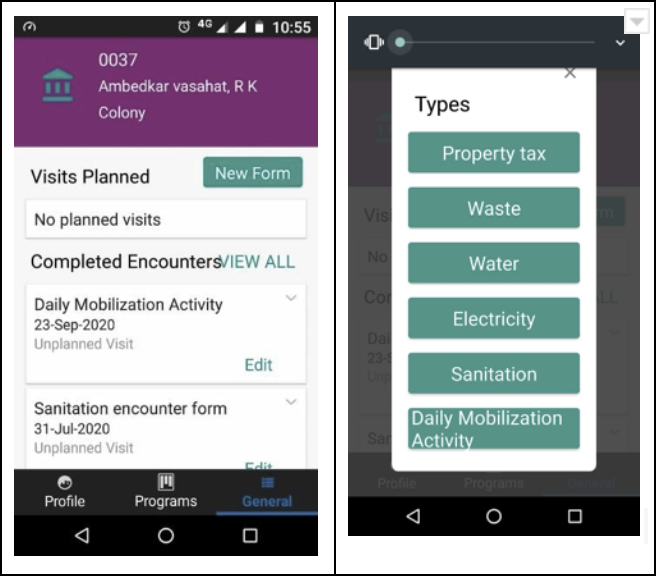 4G 10:55
0037
Ambedkar vasahat, R K
Colony
Visits Planned
New Form
No planned visits
Completed Encounters
VIEW ALL
Daily Mobilization Activity
23-Sep-2020
Unplanned Visit
Edit
Sanitation encounter form
31-Jul-2020
Unplanned Visit
Edit
Profile
Programs
General
Types
Property tax
Waste
Water
Electricity
Sanitation
Daily Mobilization
Activity
Profile
Programs
General